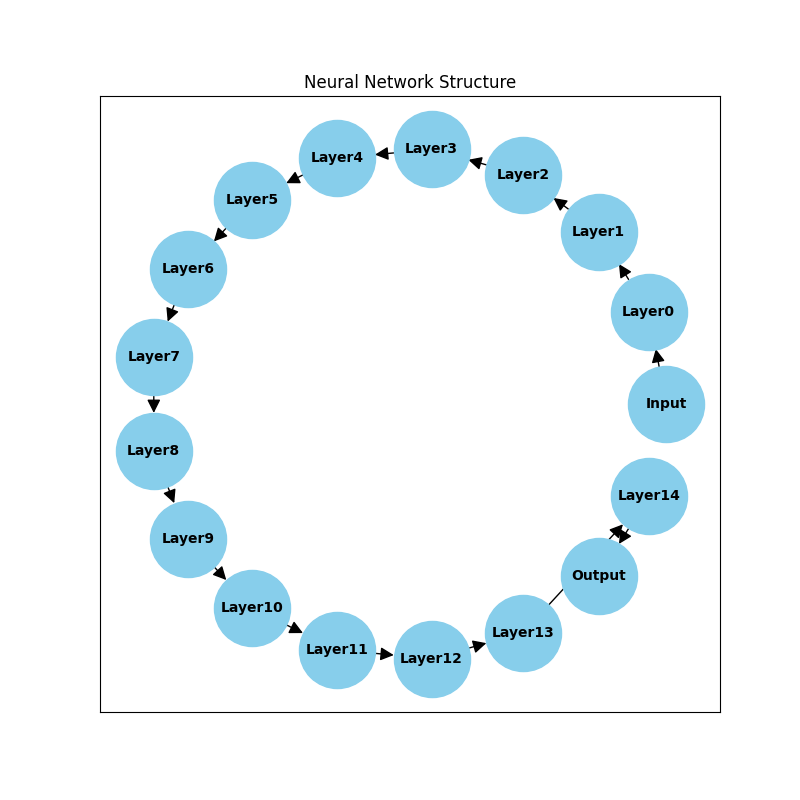 Neural Network Structure
Input
Layer0
Layer1
Layer2
Layer3
Layer4
Layer5
Layer6
Layer7
Layer8
Layer9
Layer10
Layer11
Layer12
Layer13
Output
Layer14